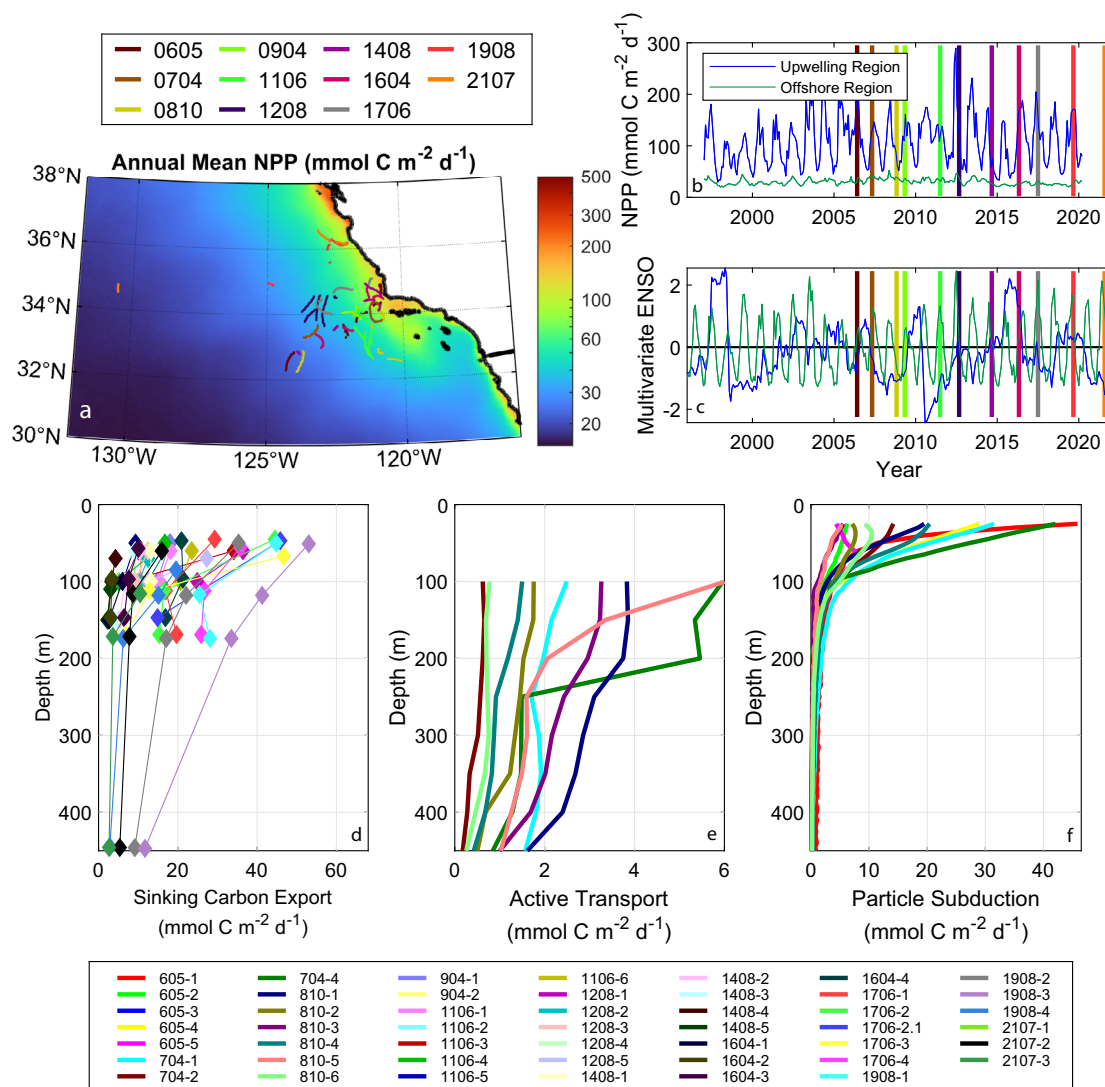 0605 0904 1408 1908
0704 1106 1604 2107
0810 1208 1706
Annual Mean NPP (mmol C m-2 d-1)
38°N
36°N
34°N
32°N
30°N
130°W 125°W 120°W
a
500
300
200
100
60
30
20
NPP (mmol C m-2 d-1)
300
200
100
0
Upwelling Region
Offshore Region
b
2000 2005 2010 2015 2020
Multivariate ENSO
2
0
-2
c
2000 2005 2010 2015 2020
Year
0
100
200
300
400
Depth (m)
d
0 20 40 60
Sinking Carbon Export
(mmol C m-2 d-1)
0
100
200
300
400
Depth (m)
e
0 2 4 6
Active Transport
(mmol C m-2 d-1)
0
100
200
300
400
Depth (m)
f
0 10 20 30 40
Particle Subduction
(mmol C m-2 d-1)
605-1 704-4 904-1 1106-6 1408-2 1604-4 1908-2
605-2 810-1 904-2 1208-1 1408-3 1706-1 1908-3
605-3 810-2 1106-1 1208-2 1408-4 1706-2 1908-4
605-4 810-3 1106-2 1208-3 1408-5 1706-2.1 2107-1
605-5 810-4 1106-3 1208-4 1604-1 1706-3 2107-2
704-1 810-5 1106-4 1208-5 1604-2 1706-4 2107-3
704-2 810-6 1106-5 1408-1 1604-3 1908-1